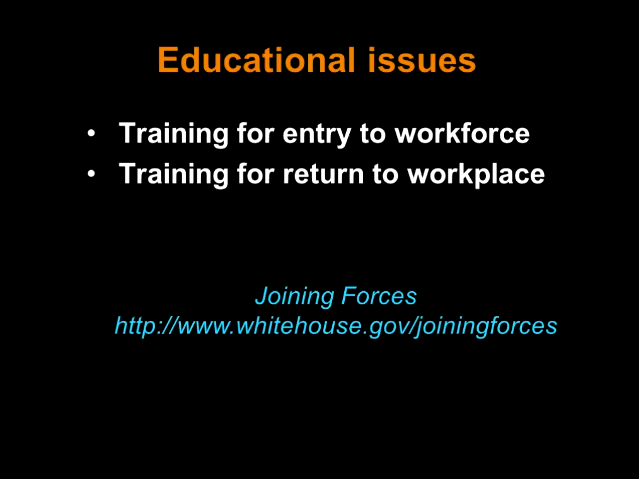 Educational issues
• Training for entry to workforce
• Training for return to workplace
Joining Forces
http://www.whitehouse.gov/joiningforces